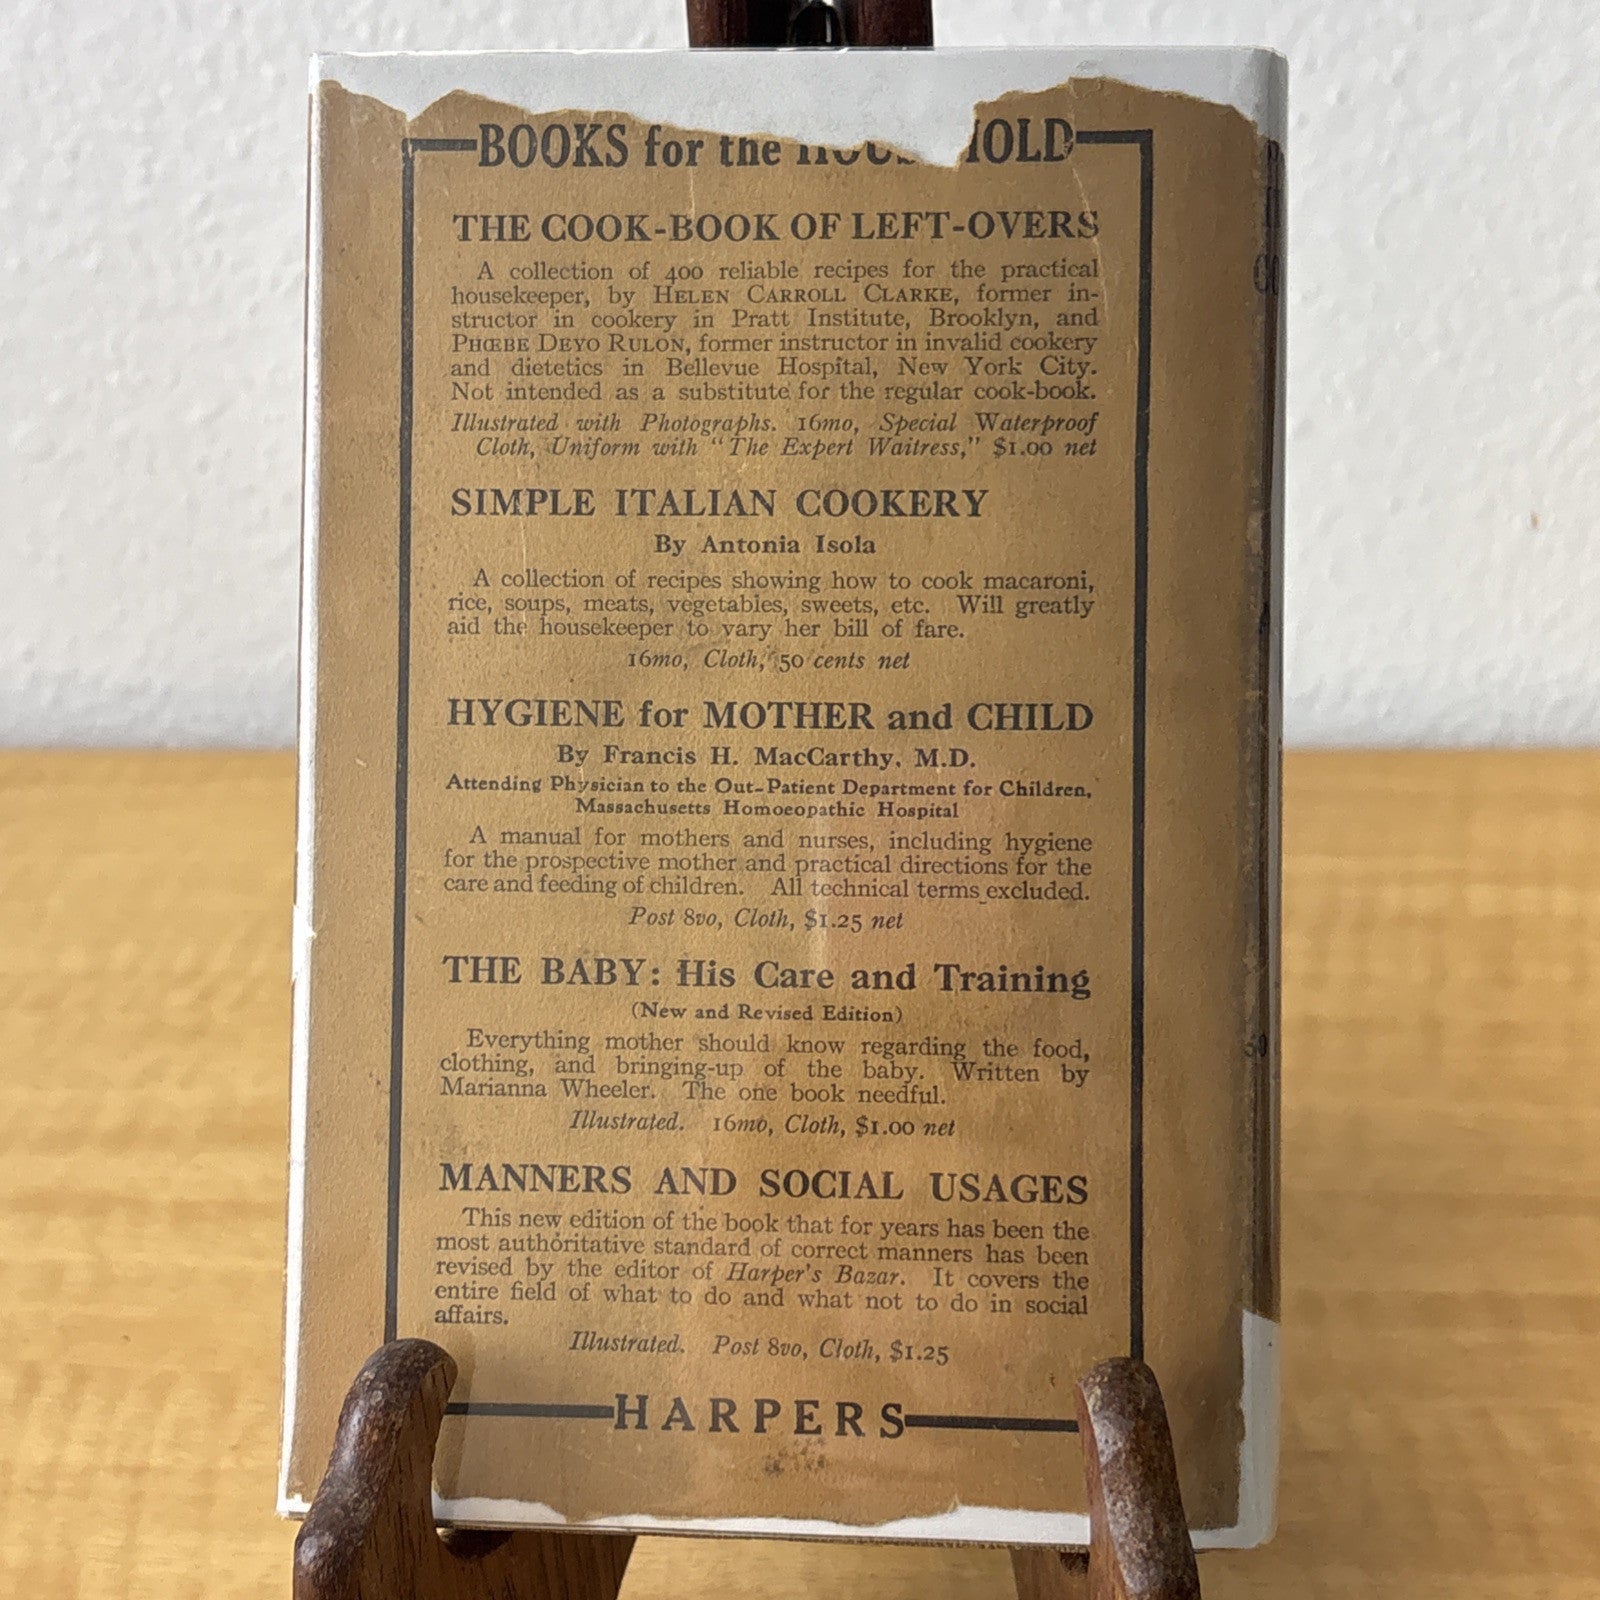 BOOKS for the HOUSEHOLD
THE COOK-BOOK OF LEFT-OVERS
A collection of 400 reliable recipes for the practical
housekeeper, by HELEN CARROLL CLARKE, former in-
structor in cookery in Pratt Institute, Brooklyn, and
PHŒBE DEYO RULON, former instructor in invalid cookery
and dietetics in Bellevue Hospital, New York City.
Not intended as a substitute for the regular cook-book.
Illustrated with Photographs. 16mo, Special Waterproof
Cloth, Uniform with "The Expert Waitress," $1.00 net
SIMPLE ITALIAN COOKERY
By Antonia Isola
A collection of recipes showing how to cook macaroni,
rice, soups, meats, vegetables, sweets, etc. Will greatly
aid the housekeeper to vary her bill of fare.
16mo, Cloth, 50 cents net
HYGIENE for MOTHER and CHILD
By Francis H. MacCarthy, M.D.
Attending Physician to the Out-Patient Department for Children,
Massachusetts Homoeopathic Hospital
A manual for mothers and nurses, including hygiene
for the prospective mother and practical directions for the
care and feeding of children. All technical terms excluded.
Post 8vo, Cloth, $1.25 net
THE BABY: His Care and Training
(New and Revised Edition)
Everything mother should know regarding the food,
clothing, and bringing-up of the baby. Written by
Marianna Wheeler. The one book needful.
Illustrated. 16mo, Cloth, $1.00 net
MANNERS AND SOCIAL USAGES
This new edition of the book that for years has been the
most authoritative standard of correct manners has been
revised by the editor of Harper's Bazar. It covers the
entire field of what to do and what not to do in social
affairs.
Illustrated. Post 8vo, Cloth, $1.25
HARPERS